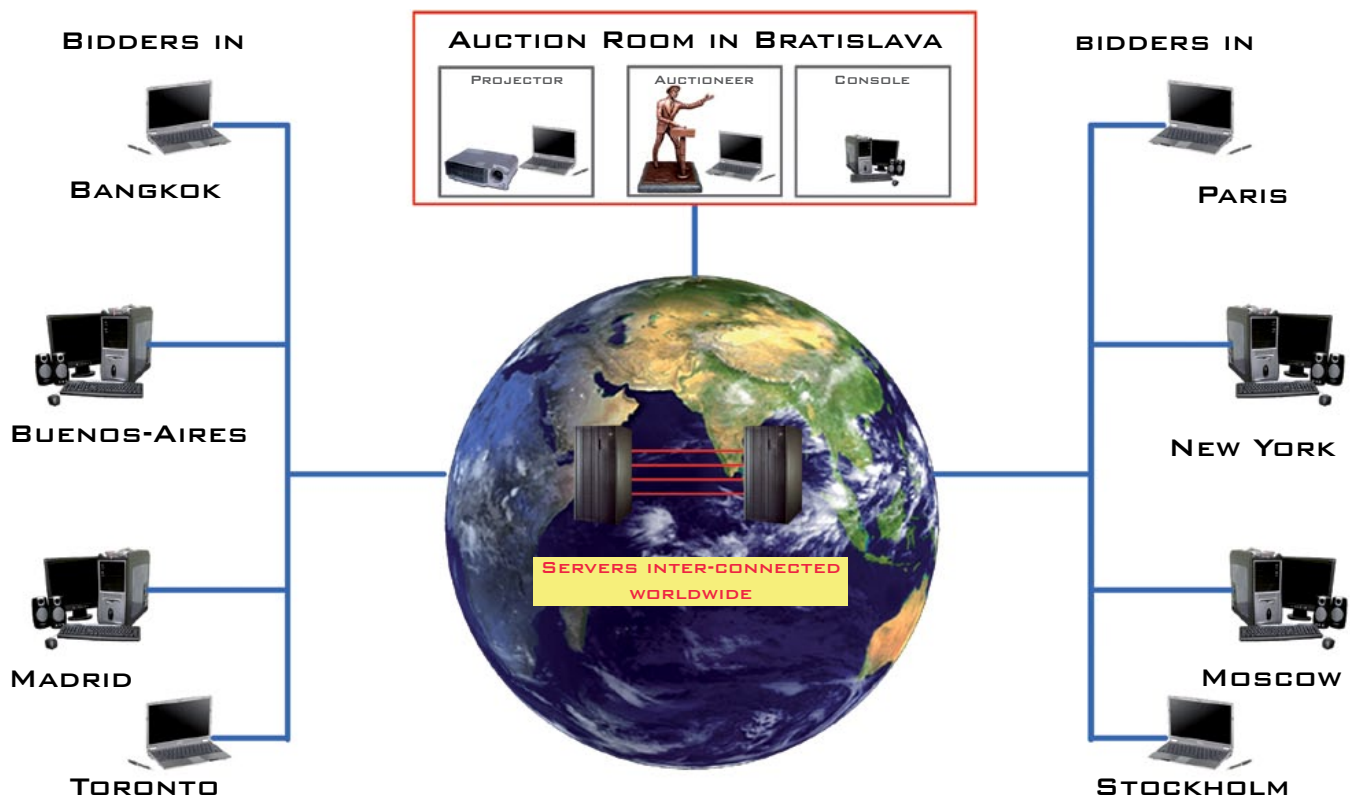 BIDDERS IN
BANGKOK
BUENOS-AIRES
MADRID
TORONTO
AUCTION ROOM IN BRATISLAVA
PROJECTOR
AUCTIONEER
CONSOLE
SERVERS INTER-CONNECTED
WORLDWIDE
BIDDERS IN
PARIS
NEW YORK
MOSCOW
STOCKHOLM